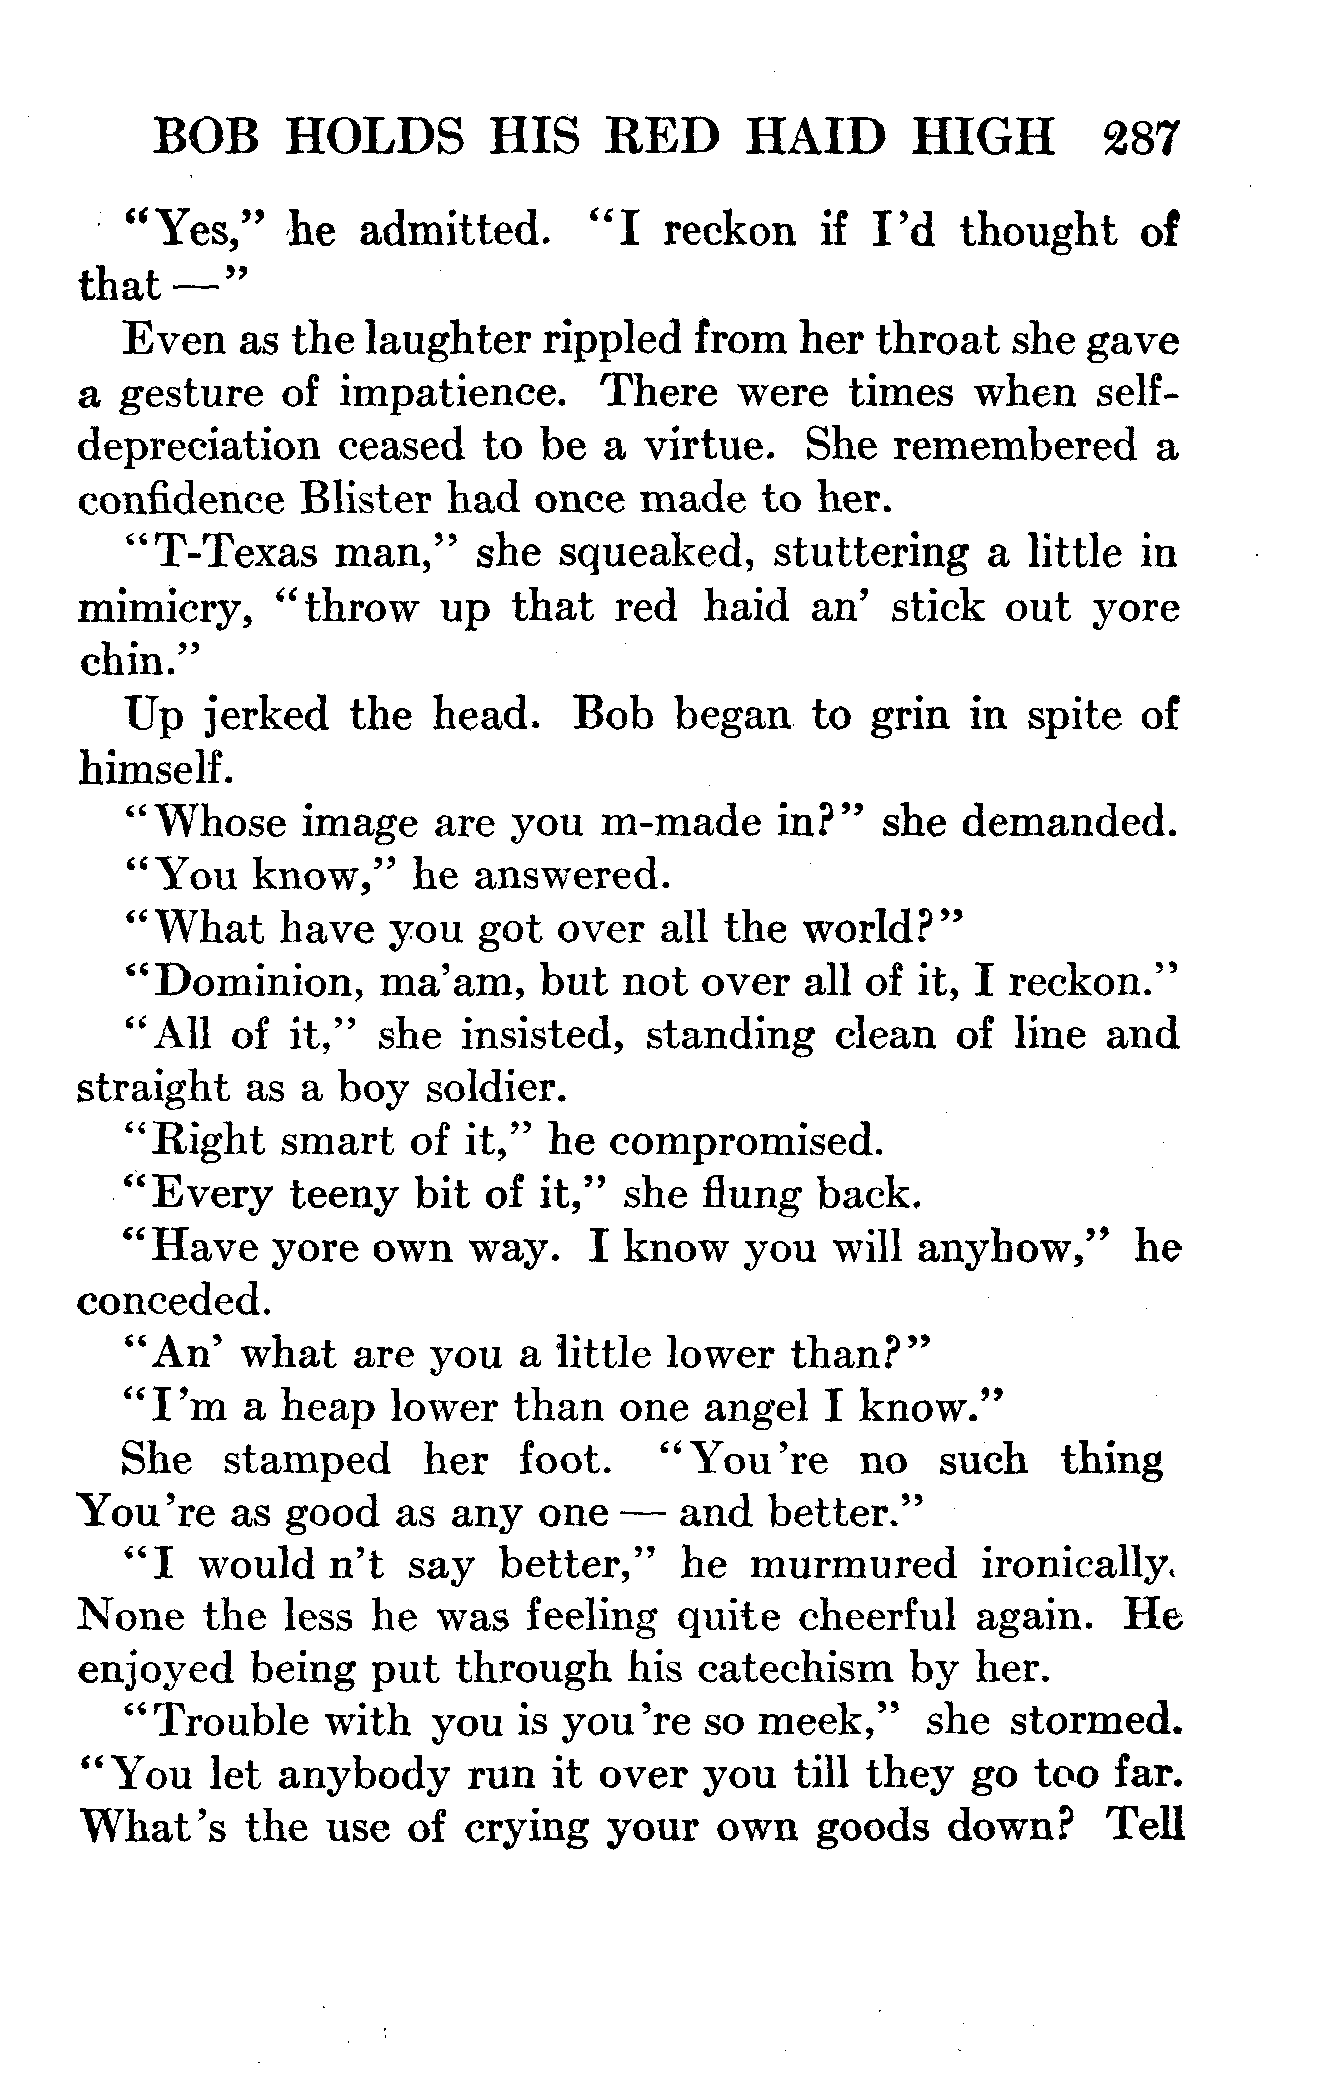 BOB HOLDS HIS RED HAID HIGH 287
“Yes,” he admitted. “I reckon if I’d thought of
that —”
Even as the laughter rippled from her throat she gave
a gesture of impatience. There were times when self-
depreciation ceased to be a virtue. She remembered a
confidence Blister had once made to her.
“T-Texas man,” she squeaked, stuttering a little in
mimicry, “throw up that red haid an’ stick out yore
chin.”
Up jerked the head. Bob began to grin in spite of
himself.
“Whose image are you m-made in?” she demanded.
“You know,” he answered.
“What have you got over all the world?”
“Dominion, ma’am, but not over all of it, I reckon.”
“All of it,” she insisted, standing clean of line and
straight as a boy soldier.
“Right smart of it,” he compromised.
“Every teeny bit of it,” she flung back.
“Have yore own way. I know you will anyhow,” he
conceded.
“An’ what are you a little lower than?”
“I’m a heap lower than one angel I know.”
She stamped her foot. “You’re no such thing
You’re as good as any one — and better.”
“I would n’t say better,” he murmured ironically.
None the less he was feeling quite cheerful again. He
enjoyed being put through his catechism by her.
“Trouble with you is you’re so meek,” she stormed.
“You let anybody run it over you till they go too far.
What’s the use of crying your own goods down? Tell